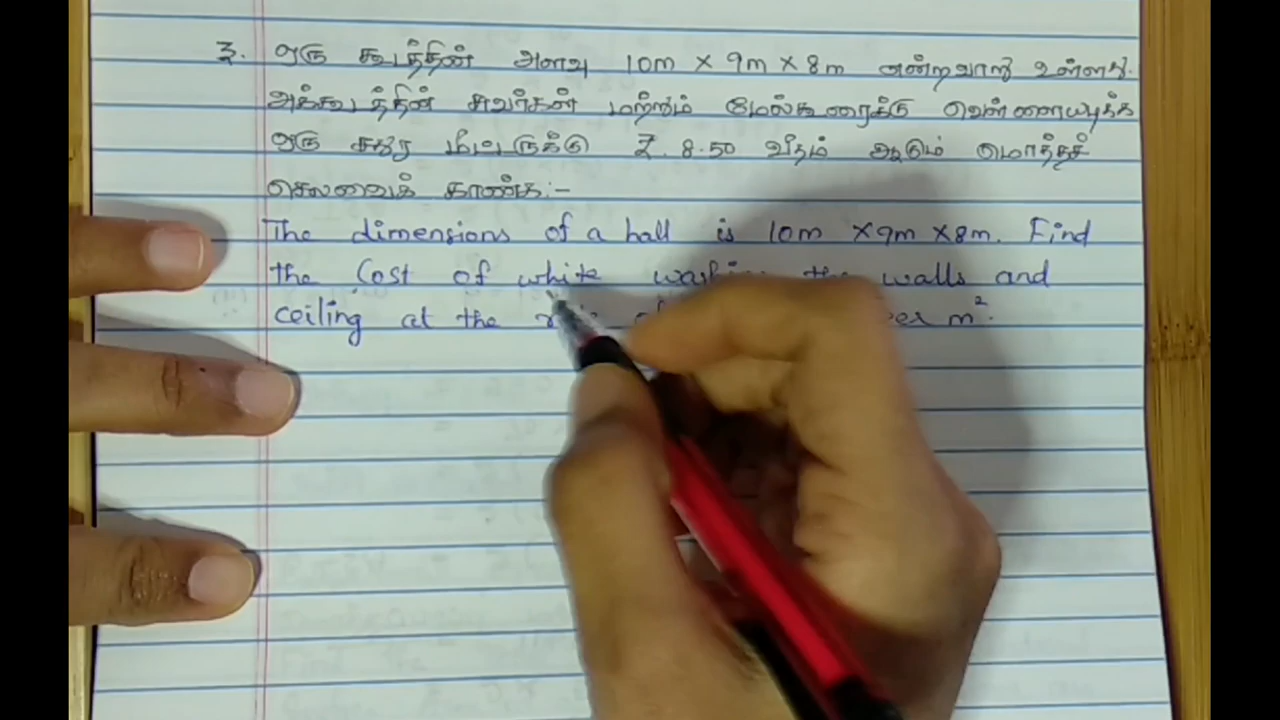 3. ஒரு கூடத்தின் அளவு 10m × 9m × 8m என்றவாறு உள்ளது.
அக்கூடத்தின் சுவர்கள் மற்றும் மேல்கூரைக்கு வெள்ளையடிக்க
ஒரு சதுர மீட்டருக்கு ₹. 8.50 வீதம் ஆகும் மொத்தச்
செலவைக் காண்க:-
The dimensions of a hall is 10m ×9m ×8m. Find
the Cost of white washing the walls and
ceiling at the m².